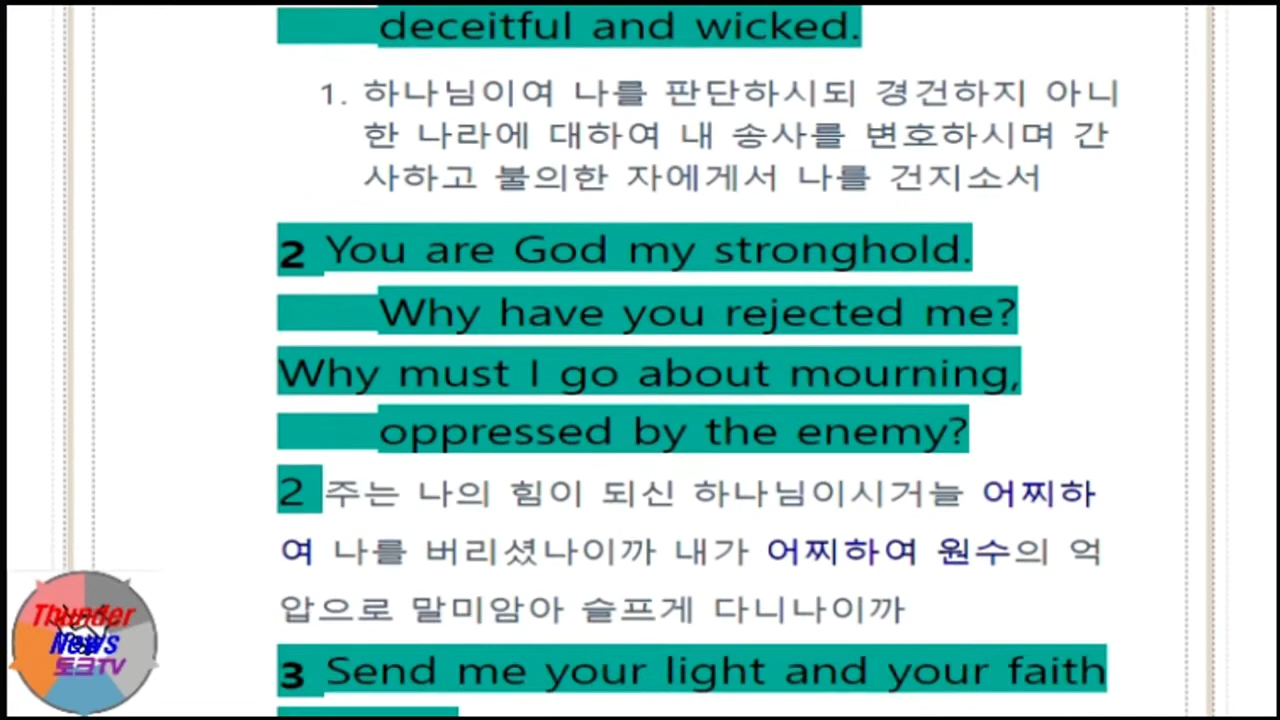 deceitful and wicked.
1. 하나님이여 나를 판단하시되 경건하지 아니
한 나라에 대하여 내 송사를 변호하시며 간
사하고 불의한 자에게서 나를 건지소서
2 You are God my stronghold.
Why have you rejected me?
Why must I go about mourning,
oppressed by the enemy?
2 주는 나의 힘이 되신 하나님이시거늘 어찌하
여 나를 버리셨나이까 내가 어찌하여 원수의 억
압으로 말미암아 슬프게 다니나이까
3 Send me your light and your faith
Thunder
News
토크TV